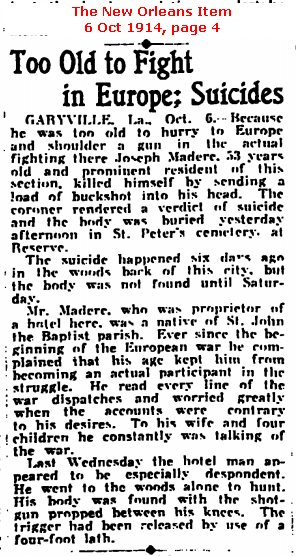 The New Orleans Item
6 Oct 1914, page 4
Too Old to Fight
in Europe; Suicides
GARYVILLE, La., Oct. 6.—Because
he was too old to hurry to Europe
and shoulder a gun in the actual
fighting there Joseph Madere, 53 years
old and prominent resident of this
section, killed himself by sending a
load of buckshot into his head. The
coroner rendered a verdict of suicide
and the body was buried yesterday
afternoon in St. Peter's cemetery, at
Reserve.
The suicide happened six days ago
in the woods back of this city, but
the body was not found until Satur-
day.
Mr. Madere, who was proprietor of
a hotel here, was a native of St. John
the Baptist parish. Ever since the be-
ginning of the European war he com-
plained that his age kept him from
becoming an actual participant in the
struggle. He read every line of the
war dispatches and worried greatly
when the accounts were contrary
to his desires. To his wife and four
children he constantly was talking of
the war.
Last Wednesday the hotel man ap-
peared to be especially despondent.
He went to the woods alone to hunt.
His body was found with the shot-
gun propped between his knees. The
trigger had been released by use of a
four-foot lath.